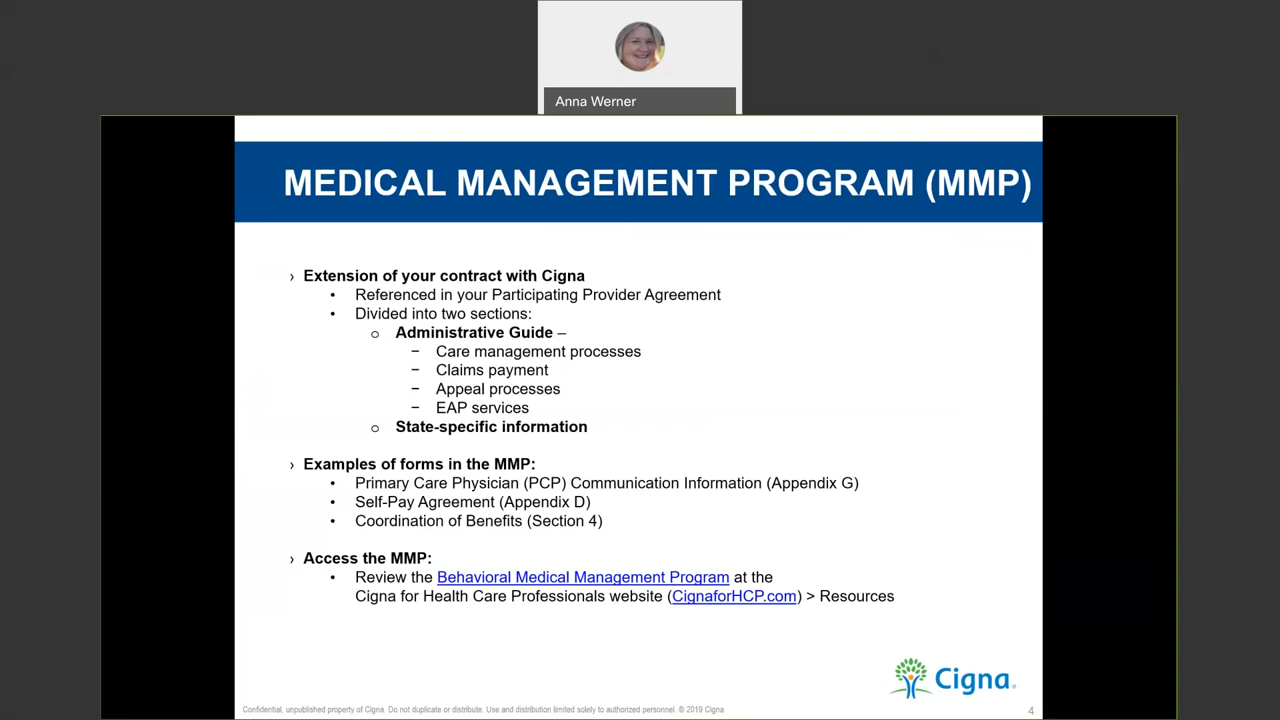 Anna Werner
MEDICAL MANAGEMENT PROGRAM (MMP)
› Extension of your contract with Cigna
• Referenced in your Participating Provider Agreement
• Divided into two sections:
o Administrative Guide –
− Care management processes
− Claims payment
− Appeal processes
− EAP services
o State-specific information
› Examples of forms in the MMP:
• Primary Care Physician (PCP) Communication Information (Appendix G)
• Self-Pay Agreement (Appendix D)
• Coordination of Benefits (Section 4)
› Access the MMP:
• Review the Behavioral Medical Management Program at the
Cigna for Health Care Professionals website (CignaforHCP.com) > Resources
Cigna®
Confidential, unpublished property of Cigna. Do not duplicate or distribute. Use and distribution limited solely to authorized personnel. © 2019 Cigna
4